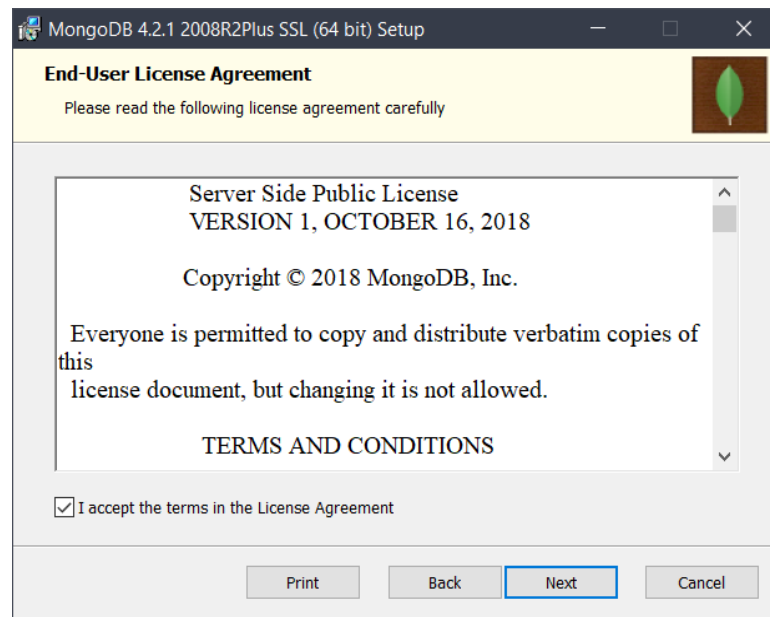 MongoDB 4.2.1 2008R2Plus SSL (64 bit) Setup
End-User License Agreement
Please read the following license agreement carefully
Server Side Public License
VERSION 1, OCTOBER 16, 2018
Copyright © 2018 MongoDB, Inc.
Everyone is permitted to copy and distribute verbatim copies of
this
license document, but changing it is not allowed.
TERMS AND CONDITIONS
I accept the terms in the License Agreement
Print Back Next Cancel